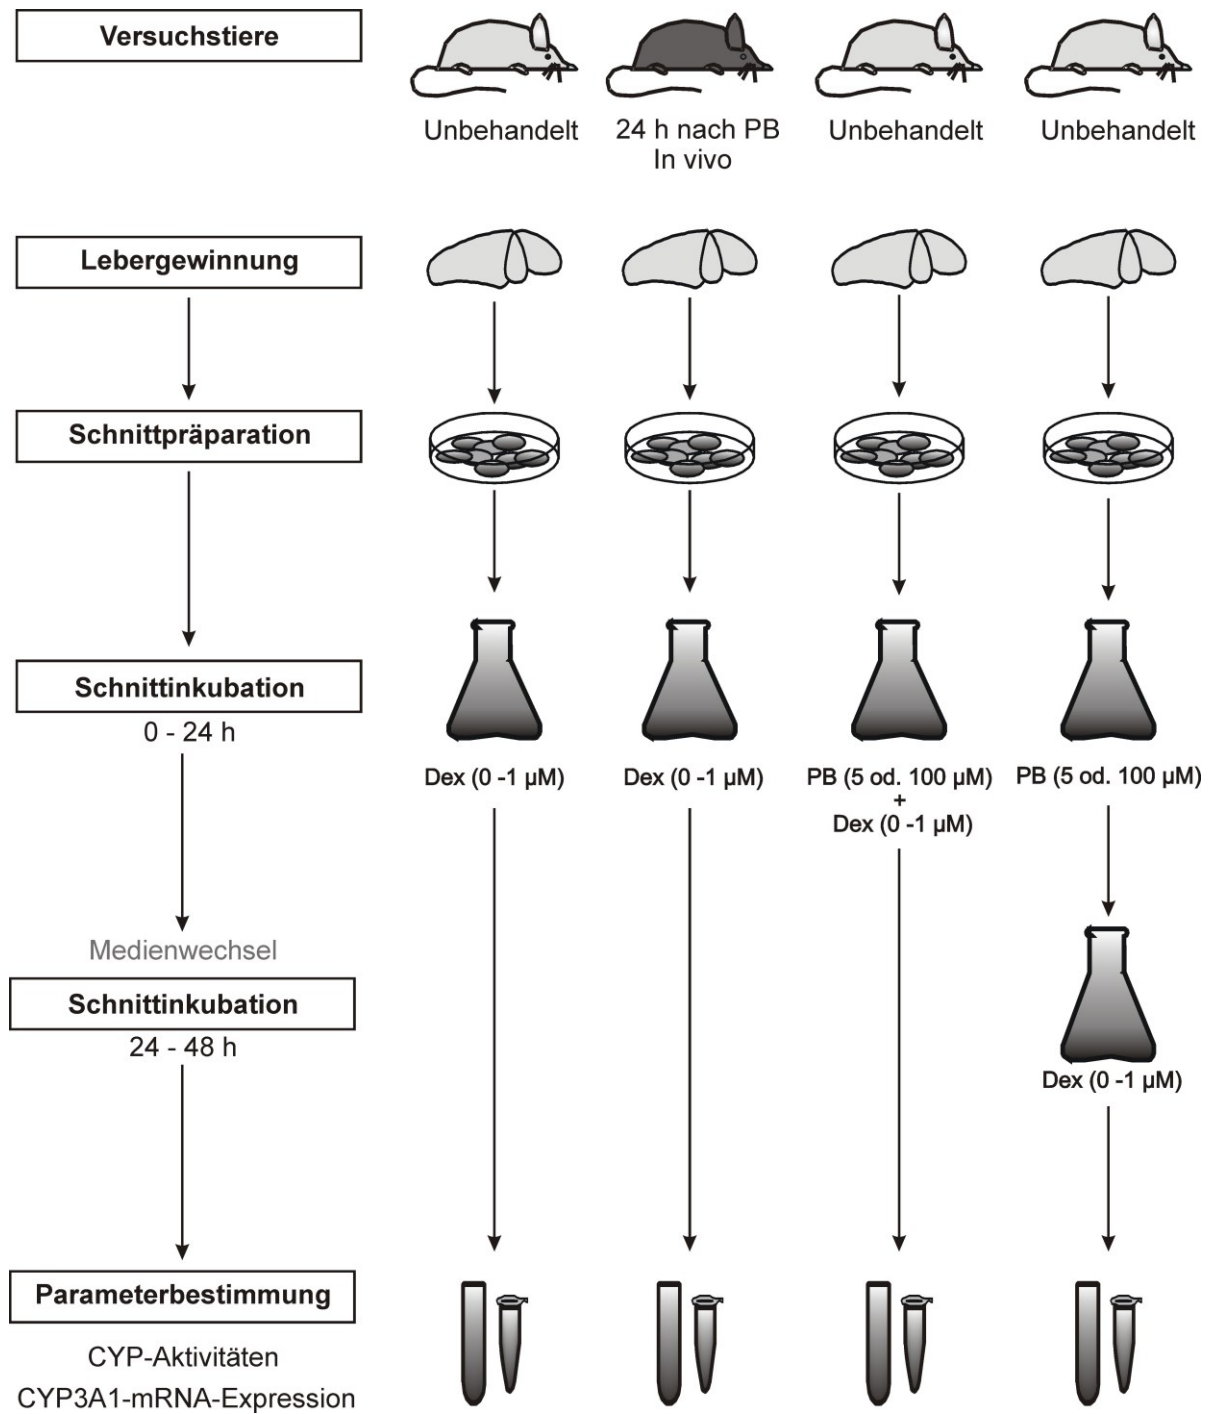 Versuchstiere
Unbehandelt
24 h nach PB
In vivo
Unbehandelt
Unbehandelt
Lebergewinnung
Schnittpräparation
Schnittinkubation
0 - 24 h
Dex (0 -1 µM)
Dex (0 -1 µM)
PB (5 od. 100 µM)
+
Dex (0 -1 µM)
PB (5 od. 100 µM)
Medienwechsel
Schnittinkubation
24 - 48 h
Dex (0 -1 µM)
Parameterbestimmung
CYP-Aktivitäten
CYP3A1-mRNA-Expression